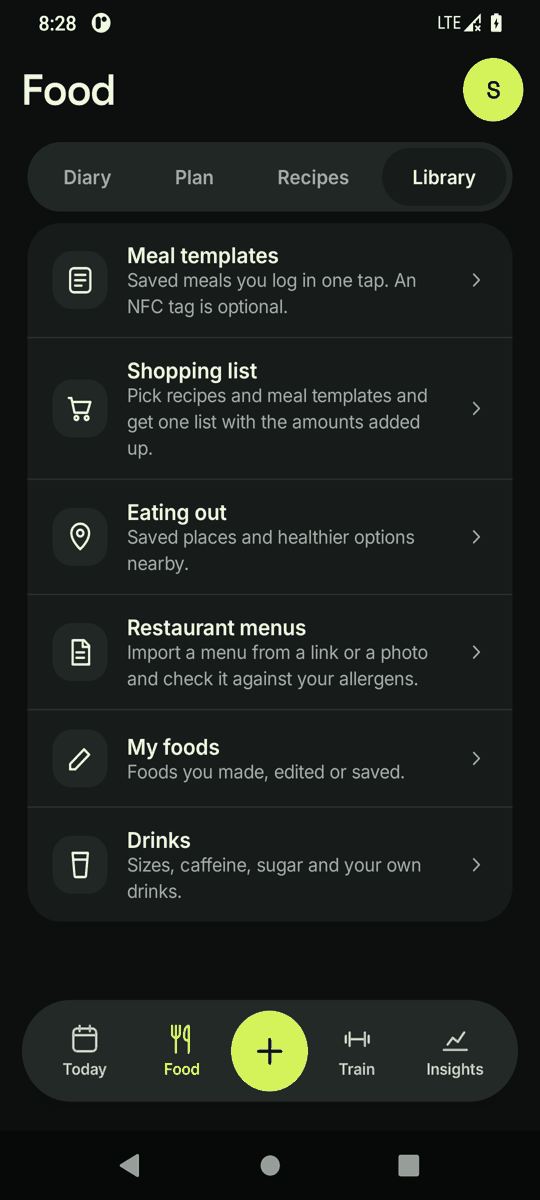 8:28
LTE
Food
S
Diary
Plan
Recipes
Library
Meal templates
Saved meals you log in one tap. An
NFC tag is optional.
Shopping list
Pick recipes and meal templates and
get one list with the amounts added
up.
Eating out
Saved places and healthier options
nearby.
Restaurant menus
Import a menu from a link or a photo
and check it against your allergens.
My foods
Foods you made, edited or saved.
Drinks
Sizes, caffeine, sugar and your own
drinks.
Today
Food
Train
Insights